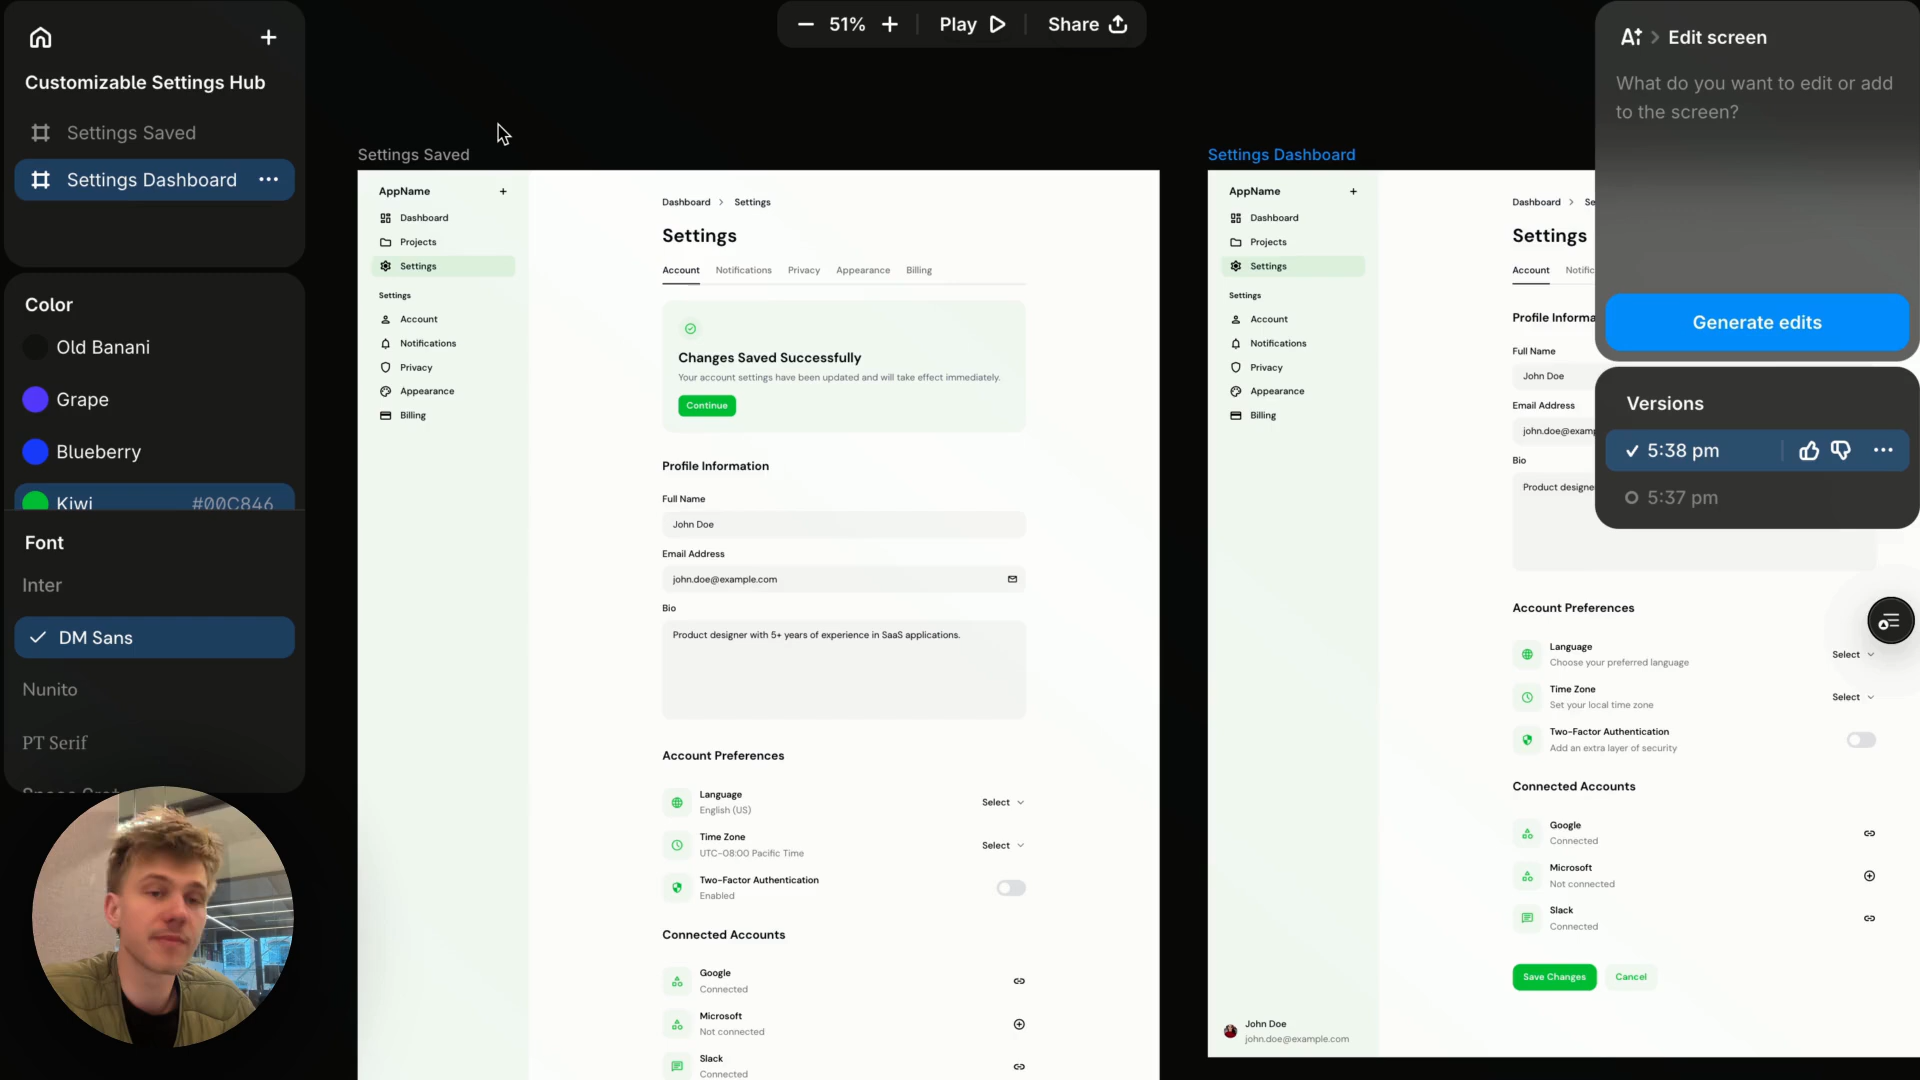 Customizable Settings Hub
Settings Saved
Settings Dashboard
Color
Old Banani
Grape
Blueberry
Kiwi #00C846
Font
Inter
DM Sans
Nunito
PT Serif
51%
Play
Share
Settings Saved
AppName
Dashboard
Projects
Settings
Settings
Account
Notifications
Privacy
Appearance
Billing
Dashboard > Settings
Settings
Account Notifications Privacy Appearance Billing
Changes Saved Successfully
Your account settings have been updated and will take effect immediately.
Continue
Profile Information
Full Name
John Doe
Email Address
john.doe@example.com
Bio
Product designer with 5+ years of experience in SaaS applications.
Account Preferences
Language
English (US)
Select
Time Zone
UTC-08:00 Pacific Time
Select
Two-Factor Authentication
Enabled
Connected Accounts
Google
Connected
Microsoft
Not connected
Slack
Connected
Settings Dashboard
AppName
Dashboard
Projects
Settings
Settings
Account
Notifications
Privacy
Appearance
Billing
John Doe
john.doe@example.com
Dashboard > Se
Settings
Account Notific
Profile Informa
Full Name
John Doe
Email Address
john.doe@examp
Bio
Product designe
Account Preferences
Language
Choose your preferred language
Select
Time Zone
Set your local time zone
Select
Two-Factor Authentication
Add an extra layer of security
Connected Accounts
Google
Connected
Microsoft
Not connected
Slack
Connected
Save Changes Cancel
Edit screen
What do you want to edit or add
to the screen?
Generate edits
Versions
5:38 pm
5:37 pm